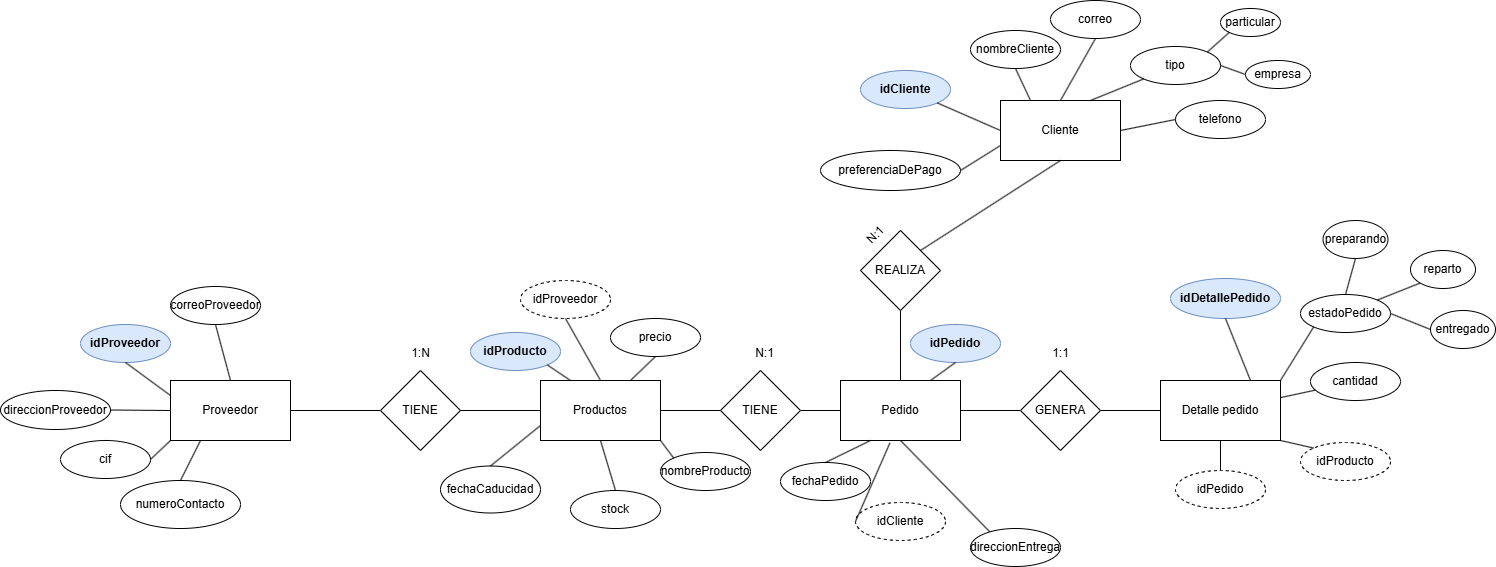 correo
particular
nombreCliente
tipo
empresa
idCliente
telefono
Cliente
preferenciaDePago
N:1
REALIZA
preparando
reparto
idDetallePedido
estadoPedido
entregado
idProveedor
correoProveedor
precio
idProveedor
idProducto
idPedido
1:N
N:1
1:1
cantidad
direccionProveedor
Proveedor
TIENE
Productos
TIENE
Pedido
GENERA
Detalle pedido
cif
nombreProducto
idProducto
fechaCaducidad
fechaPedido
idPedido
numeroContacto
stock
idCliente
direccionEntrega